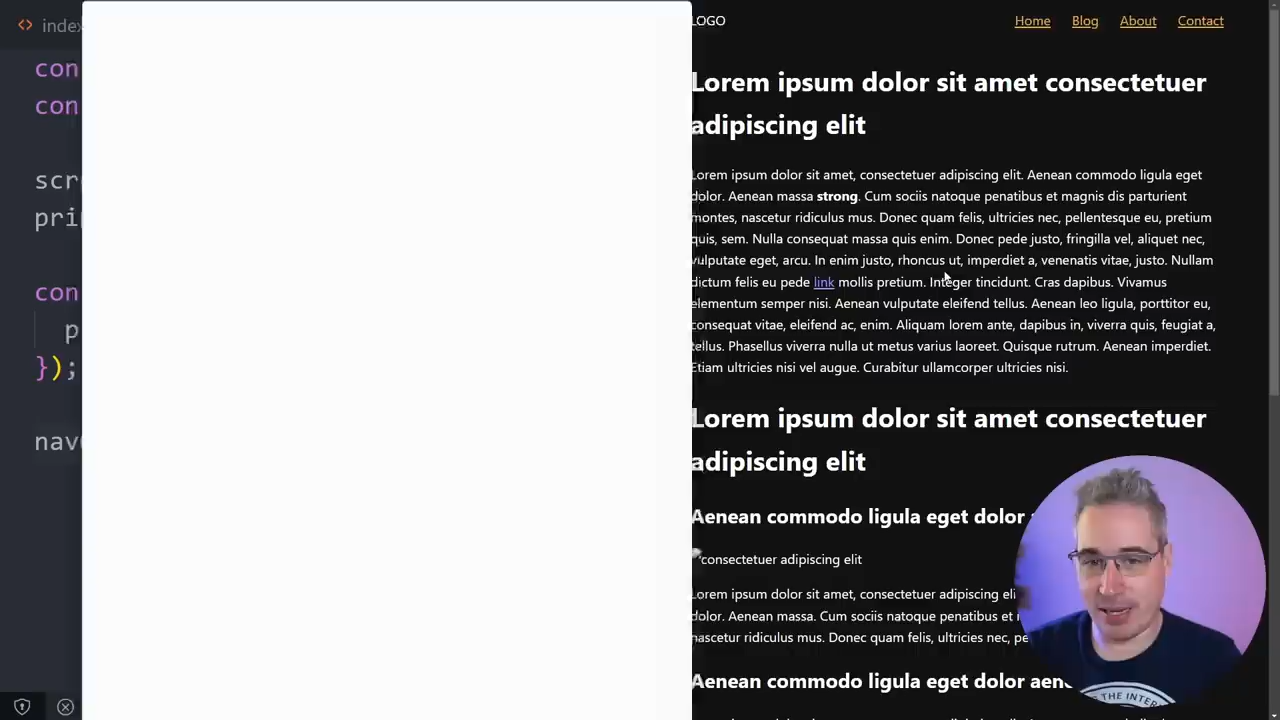 index
con
con
scr
pri
con
p
});
nav
LOGO
Home Blog About Contact
Lorem ipsum dolor sit amet consectetuer
adipiscing elit
Lorem ipsum dolor sit amet, consectetuer adipiscing elit. Aenean commodo ligula eget
dolor. Aenean massa strong. Cum sociis natoque penatibus et magnis dis parturient
montes, nascetur ridiculus mus. Donec quam felis, ultricies nec, pellentesque eu, pretium
quis, sem. Nulla consequat massa quis enim. Donec pede justo, fringilla vel, aliquet nec,
vulputate eget, arcu. In enim justo, rhoncus ut, imperdiet a, venenatis vitae, justo. Nullam
dictum felis eu pede link mollis pretium. Integer tincidunt. Cras dapibus. Vivamus
elementum semper nisi. Aenean vulputate eleifend tellus. Aenean leo ligula, porttitor eu,
consequat vitae, eleifend ac, enim. Aliquam lorem ante, dapibus in, viverra quis, feugiat a,
tellus. Phasellus viverra nulla ut metus varius laoreet. Quisque rutrum. Aenean imperdiet.
Etiam ultricies nisi vel augue. Curabitur ullamcorper ultricies nisi.
Lorem ipsum dolor sit amet consectetuer
adipiscing elit
Aenean commodo ligula eget dolor
consectetuer adipiscing elit
Lorem ipsum dolor sit amet, consectetuer adipiscing eli
dolor. Aenean massa. Cum sociis natoque penatibus et
nascetur ridiculus mus. Donec quam felis, ultricies nec, pe
Aenean commodo ligula eget dolor aene
THE INTER